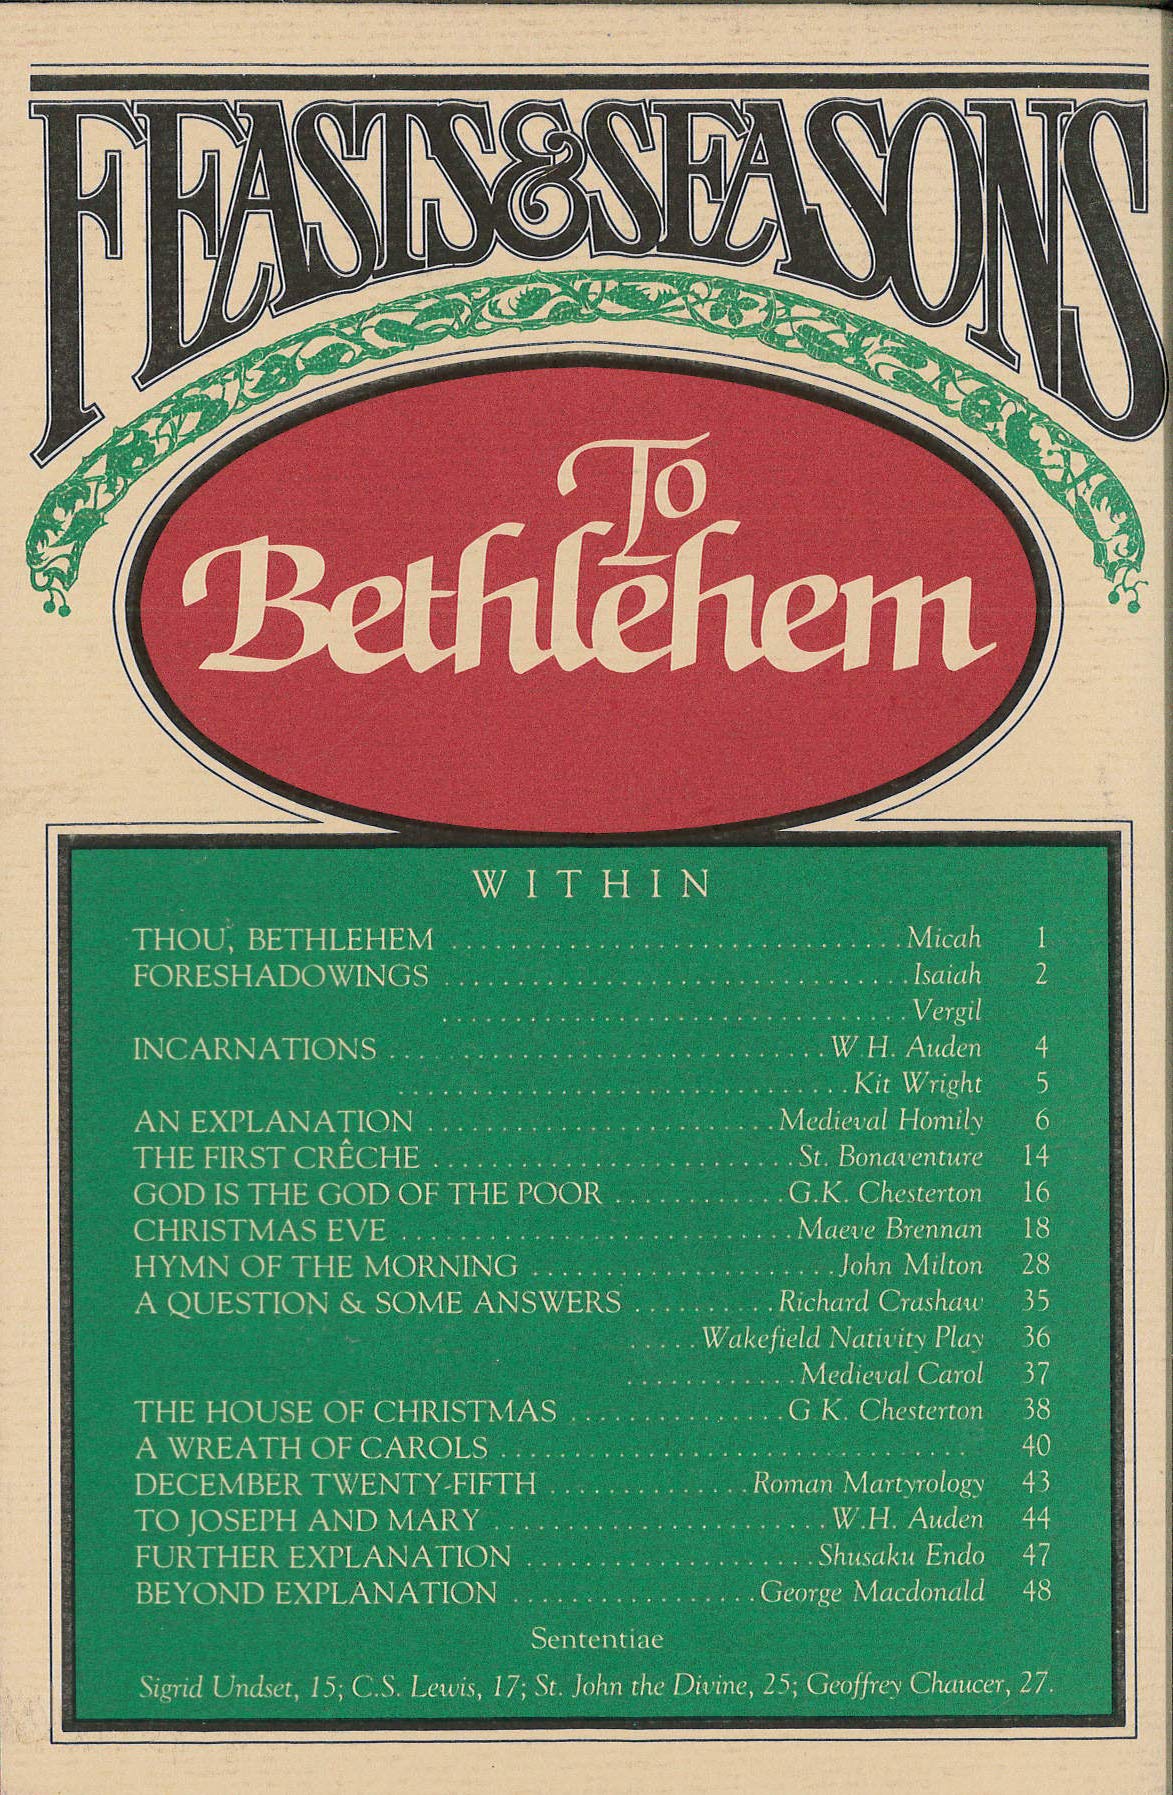 FEASTS & SEASONS
To
Bethlehem
WITHIN
THOU, BETHLEHEM ................................ Micah 1
FORESHADOWINGS ................................ Isaiah 2
................................ Vergil
INCARNATIONS ................................ W H. Auden 4
................................ Kit Wright 5
AN EXPLANATION ........................ Medieval Homily 6
THE FIRST CRÊCHE ......................... St. Bonaventure 14
GOD IS THE GOD OF THE POOR ............ G.K. Chesterton 16
CHRISTMAS EVE ........................... Maeve Brennan 18
HYMN OF THE MORNING ..................... John Milton 28
A QUESTION & SOME ANSWERS .......... Richard Crashaw 35
..... Wakefield Nativity Play 36
............ Medieval Carol 37
THE HOUSE OF CHRISTMAS ............... G K. Chesterton 38
A WREATH OF CAROLS ................................ 40
DECEMBER TWENTY-FIFTH .............. Roman Martyrology 43
TO JOSEPH AND MARY ....................... W.H. Auden 44
FURTHER EXPLANATION .................... Shusaku Endo 47
BEYOND EXPLANATION ................. George Macdonald 48
Sententiae
Sigrid Undset, 15; C.S. Lewis, 17; St. John the Divine, 25; Geoffrey Chaucer, 27.